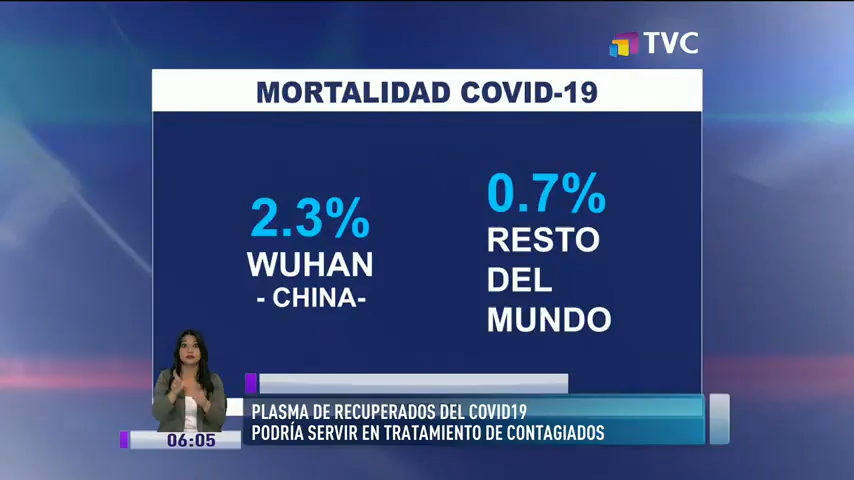 TVC
MORTALIDAD COVID-19
2.3%
WUHAN
- CHINA-
0.7%
RESTO
DEL
MUNDO
PLASMA DE RECUPERADOS DEL COVID19
PODRÍA SERVIR EN TRATAMIENTO DE CONTAGIADOS
06:05